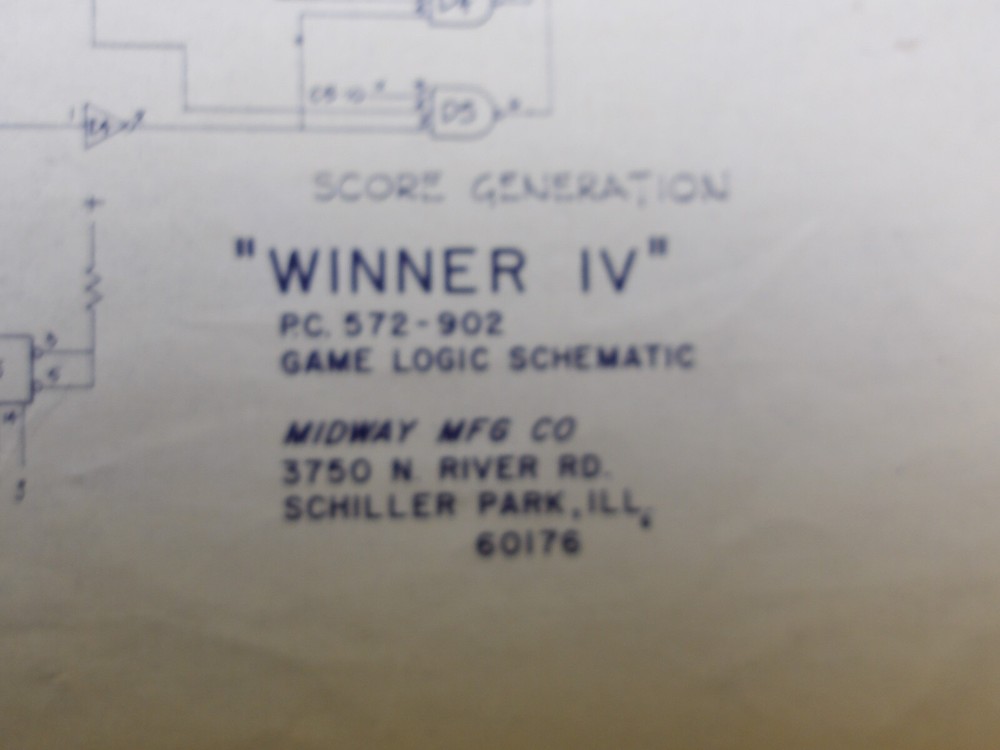 D5
SCORE GENERATION
"WINNER IV"
P.C. 572-902
GAME LOGIC SCHEMATIC
MIDWAY MFG CO
3750 N. RIVER RD.
SCHILLER PARK, ILL.
60176